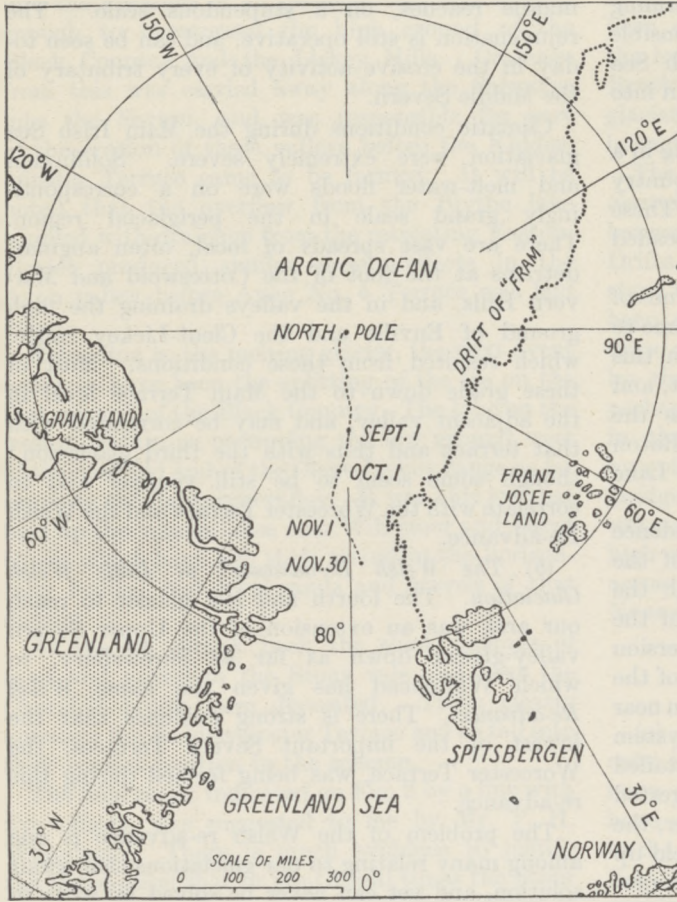 150°W
150°E
120°W
120°E
ARCTIC OCEAN
DRIFT OF "FRAM"
NORTH POLE
90°E
GRANT LAND
SEPT. 1
OCT. 1
FRANZ
JOSEF
LAND
60°W
60°E
NOV. 1
NOV. 30
GREENLAND
80°
SPITSBERGEN
GREENLAND SEA
30°W
30°E
NORWAY
SCALE OF MILES
0 100 200 300
0°